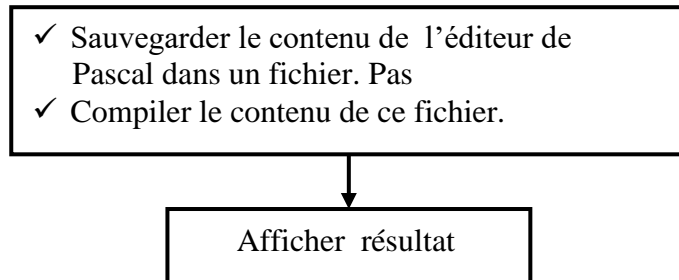 ✓ Sauvegarder le contenu de l’éditeur de
Pascal dans un fichier. Pas
✓ Compiler le contenu de ce fichier.
Afficher résultat